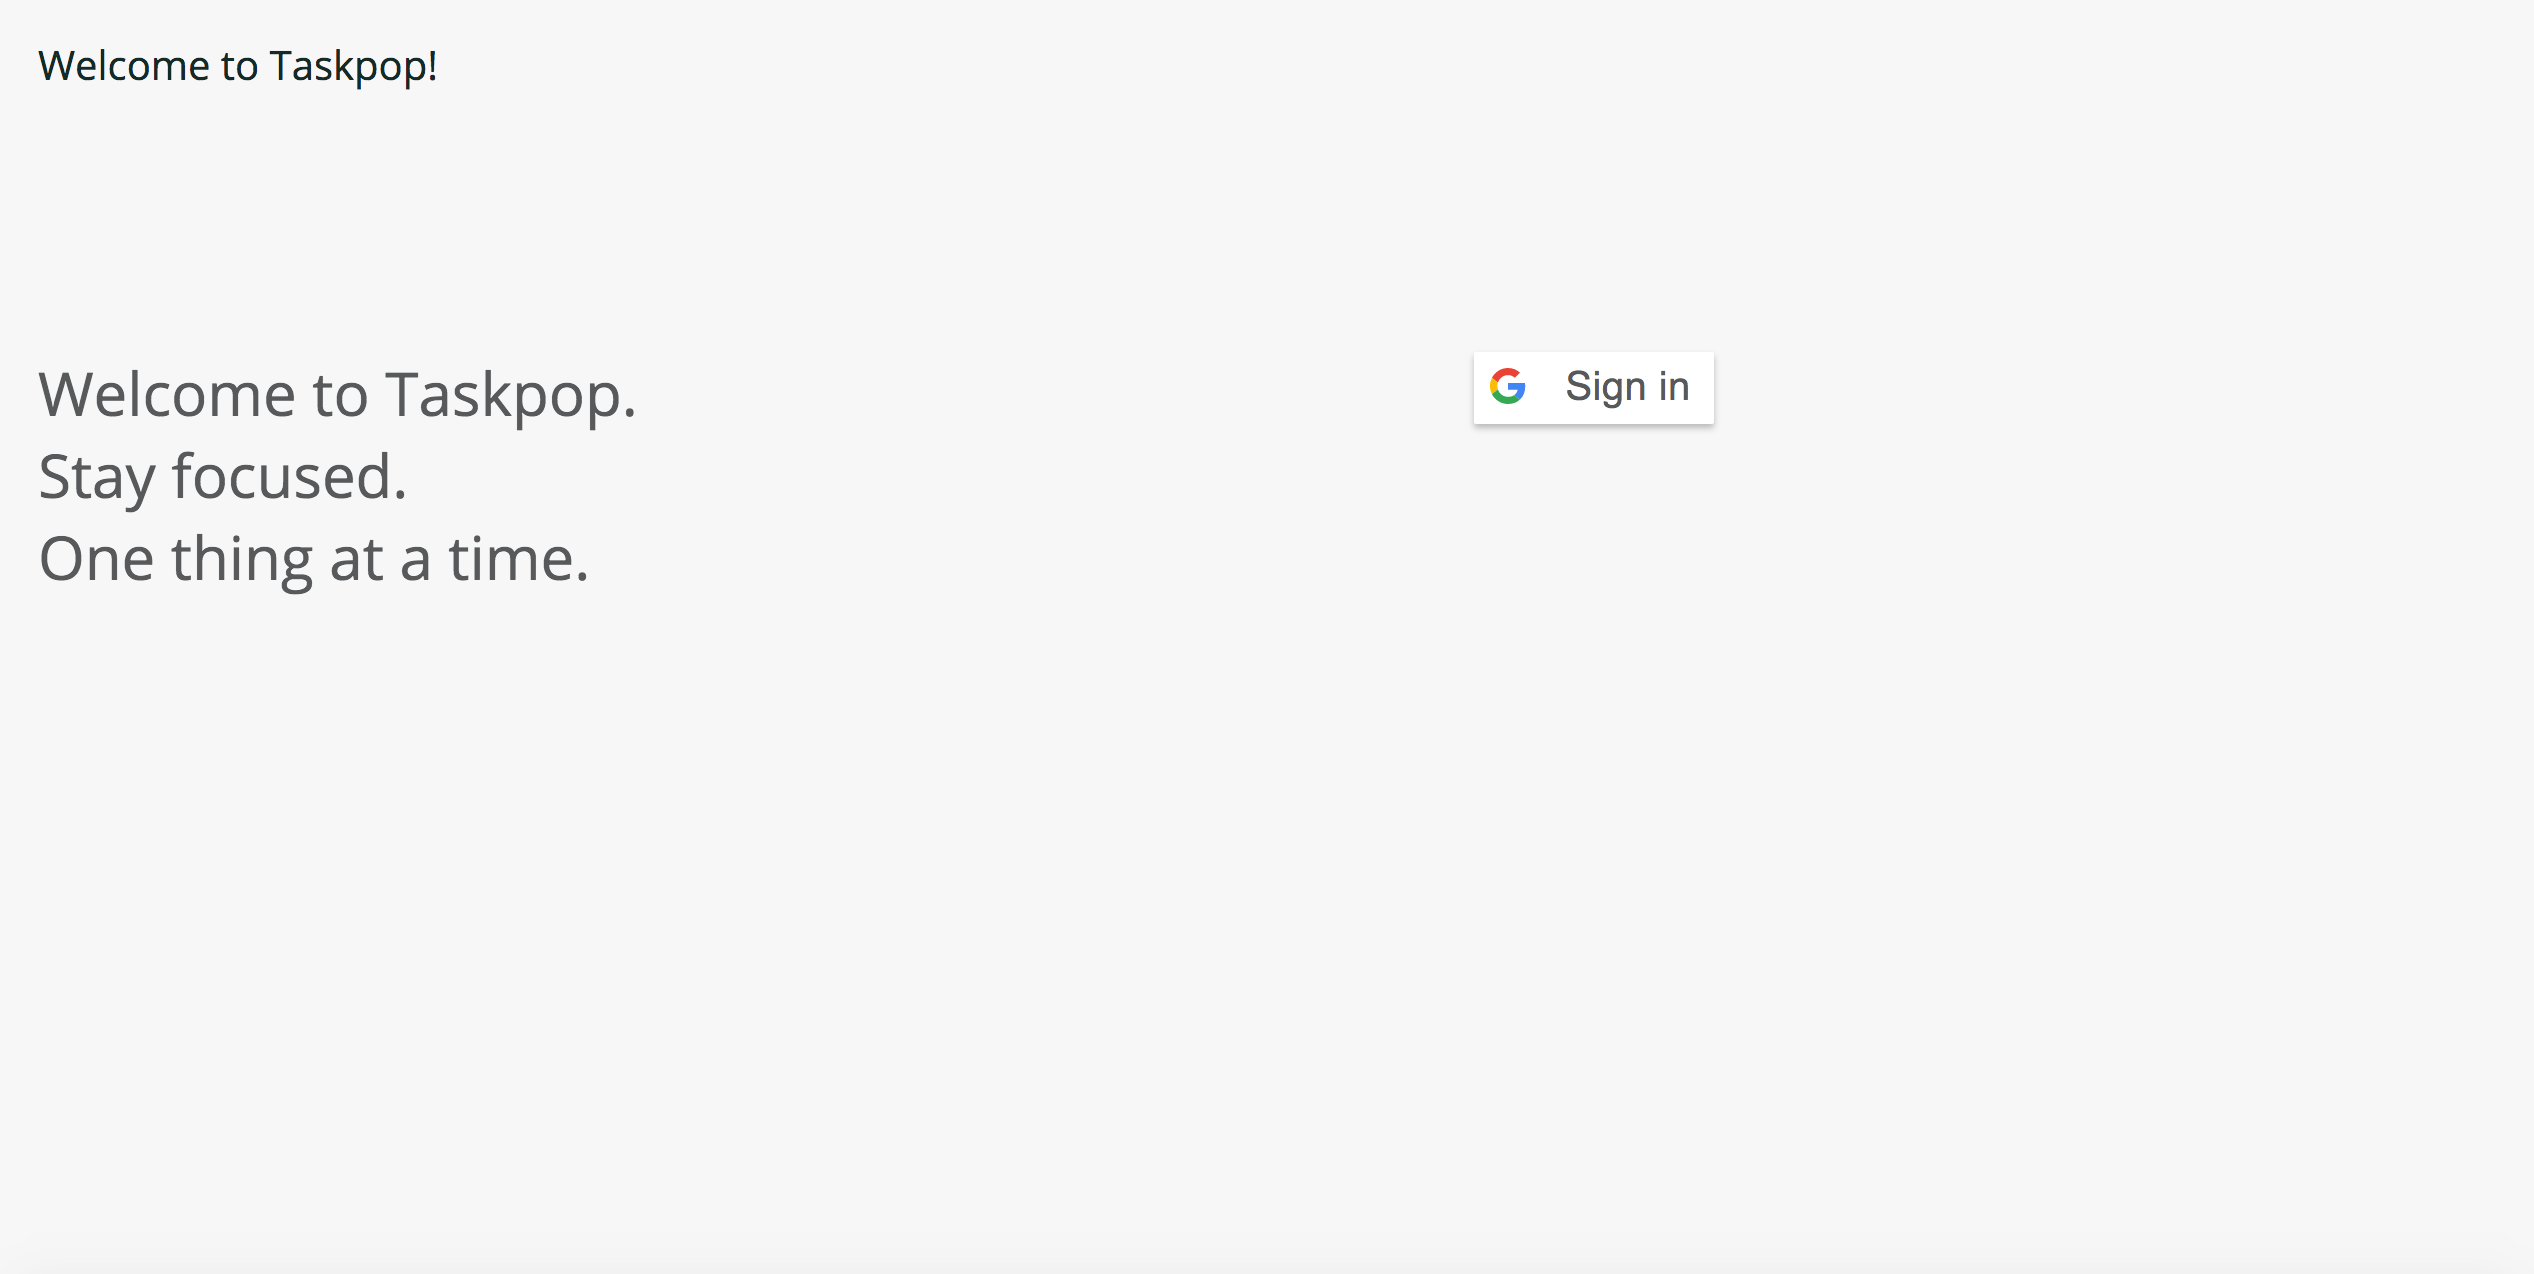 Welcome to Taskpop!
Welcome to Taskpop.
Stay focused.
One thing at a time.
Sign in